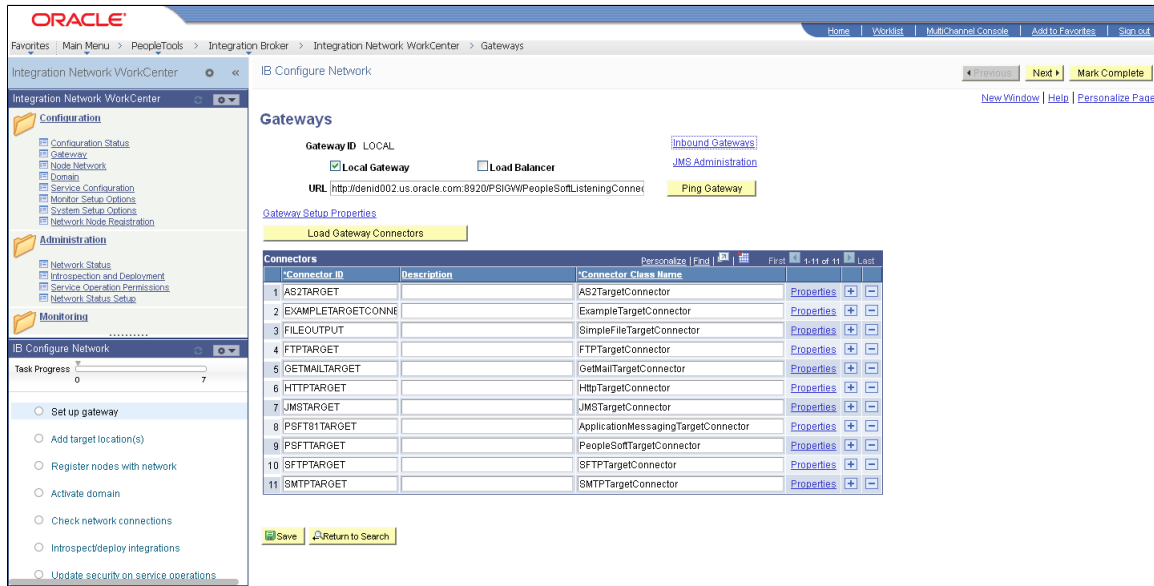 ORACLE
Home | Worklist | MultiChannel Console | Add to Favorites | Sign out
Favorites | Main Menu > PeopleTools > Integration Broker > Integration Network WorkCenter > Gateways
Integration Network WorkCenter
Integration Network WorkCenter
Configuration
Configuration Status
Gateway
Node Network
Domain
Service Configuration
Monitor Setup Options
System Setup Options
Network Node Registration
Administration
Network Status
Introspection and Deployment
Service Operation Permissions
Network Status Setup
Monitoring
IB Configure Network
Task Progress
0 7
Set up gateway
Add target location(s)
Register nodes with network
Activate domain
Check network connections
Introspect/deploy integrations
Update security on service operations
IB Configure Network
Previous Next Mark Complete
New Window | Help | Personalize Page
Gateways
Gateway ID LOCAL
Inbound Gateways
Local Gateway Load Balancer
JMS Administration
URL http://denid002.us.oracle.com:8920/PSIGW/PeopleSoftListeningConnec
Ping Gateway
Gateway Setup Properties
Load Gateway Connectors
Connectors Personalize | Find | First 1-11 of 11 Last
*Connector ID Description *Connector Class Name
1 AS2TARGET AS2TargetConnector Properties + -
2 EXAMPLETARGETCONNE ExampleTargetConnector Properties + -
3 FILEOUTPUT SimpleFileTargetConnector Properties + -
4 FTPTARGET FTPTargetConnector Properties + -
5 GETMAILTARGET GetMailTargetConnector Properties + -
6 HTTPTARGET HttpTargetConnector Properties + -
7 JMSTARGET JMSTargetConnector Properties + -
8 PSFT81TARGET ApplicationMessagingTargetConnector Properties + -
9 PSFTTARGET PeopleSoftTargetConnector Properties + -
10 SFTPTARGET SFTPTargetConnector Properties + -
11 SMTPTARGET SMTPTargetConnector Properties + -
Save Return to Search